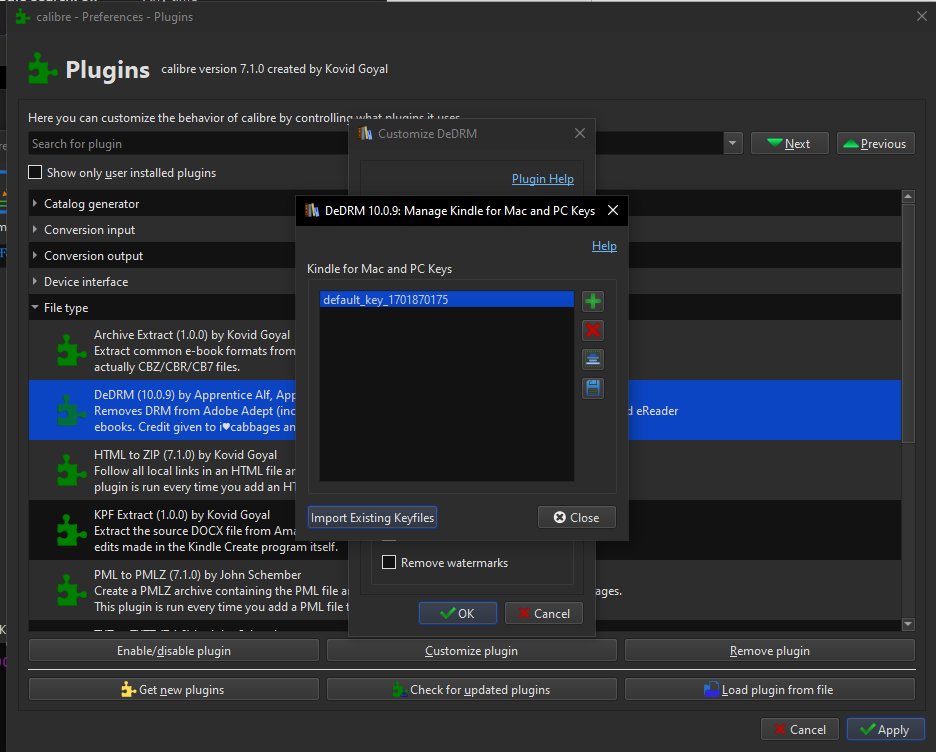 calibre - Preferences - Plugins
Plugins
calibre version 7.1.0 created by Kovid Goyal
Here you can customize the behavior of calibre by controlling what plugins it uses.
Search for plugin
Next
Previous
Show only user installed plugins
Catalog generator
Conversion input
Conversion output
Device interface
File type
Archive Extract (1.0.0) by Kovid Goyal
Extract common e-book formats from
actually CBZ/CBR/CB7 files.
DeDRM (10.0.9) by Apprentice Alf, App
Removes DRM from Adobe Adept (inc
d eReader
ebooks. Credit given to i♥cabbages an
HTML to ZIP (7.1.0) by Kovid Goyal
Follow all local links in an HTML file an
plugin is run every time you add an HT
KPF Extract (1.0.0) by Kovid Goyal
Extract the source DOCX file from Ama
edits made in the Kindle Create program itself.
PML to PMLZ (7.1.0) by John Schember
Create a PMLZ archive containing the PML file a
ages.
This plugin is run every time you add a PML file t
Customize DeDRM
Plugin Help
DeDRM 10.0.9: Manage Kindle for Mac and PC Keys
Help
Kindle for Mac and PC Keys
default_key_1701870175
Import Existing Keyfiles
Close
Remove watermarks
OK
Cancel
Enable/disable plugin
Customize plugin
Remove plugin
Get new plugins
Check for updated plugins
Load plugin from file
Cancel
Apply